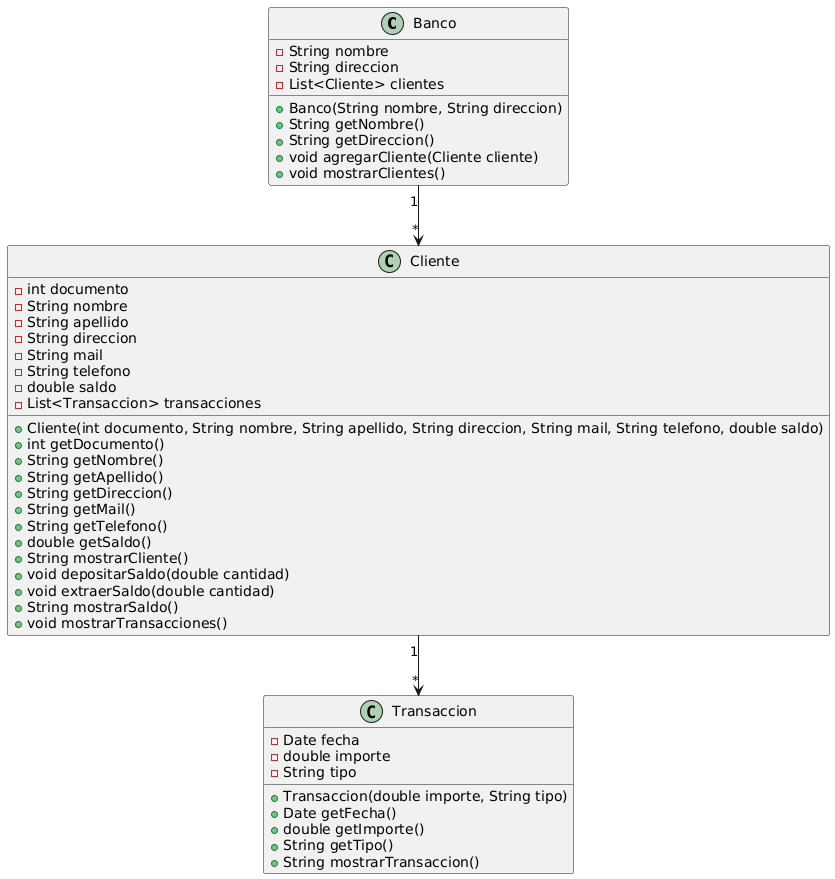 C Banco
String nombre
String direccion
List<Cliente> clientes
Banco(String nombre, String direccion)
String getNombre()
String getDireccion()
void agregarCliente(Cliente cliente)
void mostrarClientes()
1
*
C Cliente
int documento
String nombre
String apellido
String direccion
String mail
String telefono
double saldo
List<Transaccion> transacciones
Cliente(int documento, String nombre, String apellido, String direccion, String mail, String telefono, double saldo)
int getDocumento()
String getNombre()
String getApellido()
String getDireccion()
String getMail()
String getTelefono()
double getSaldo()
String mostrarCliente()
void depositarSaldo(double cantidad)
void extraerSaldo(double cantidad)
String mostrarSaldo()
void mostrarTransacciones()
1
*
C Transaccion
Date fecha
double importe
String tipo
Transaccion(double importe, String tipo)
Date getFecha()
double getImporte()
String getTipo()
String mostrarTransaccion()